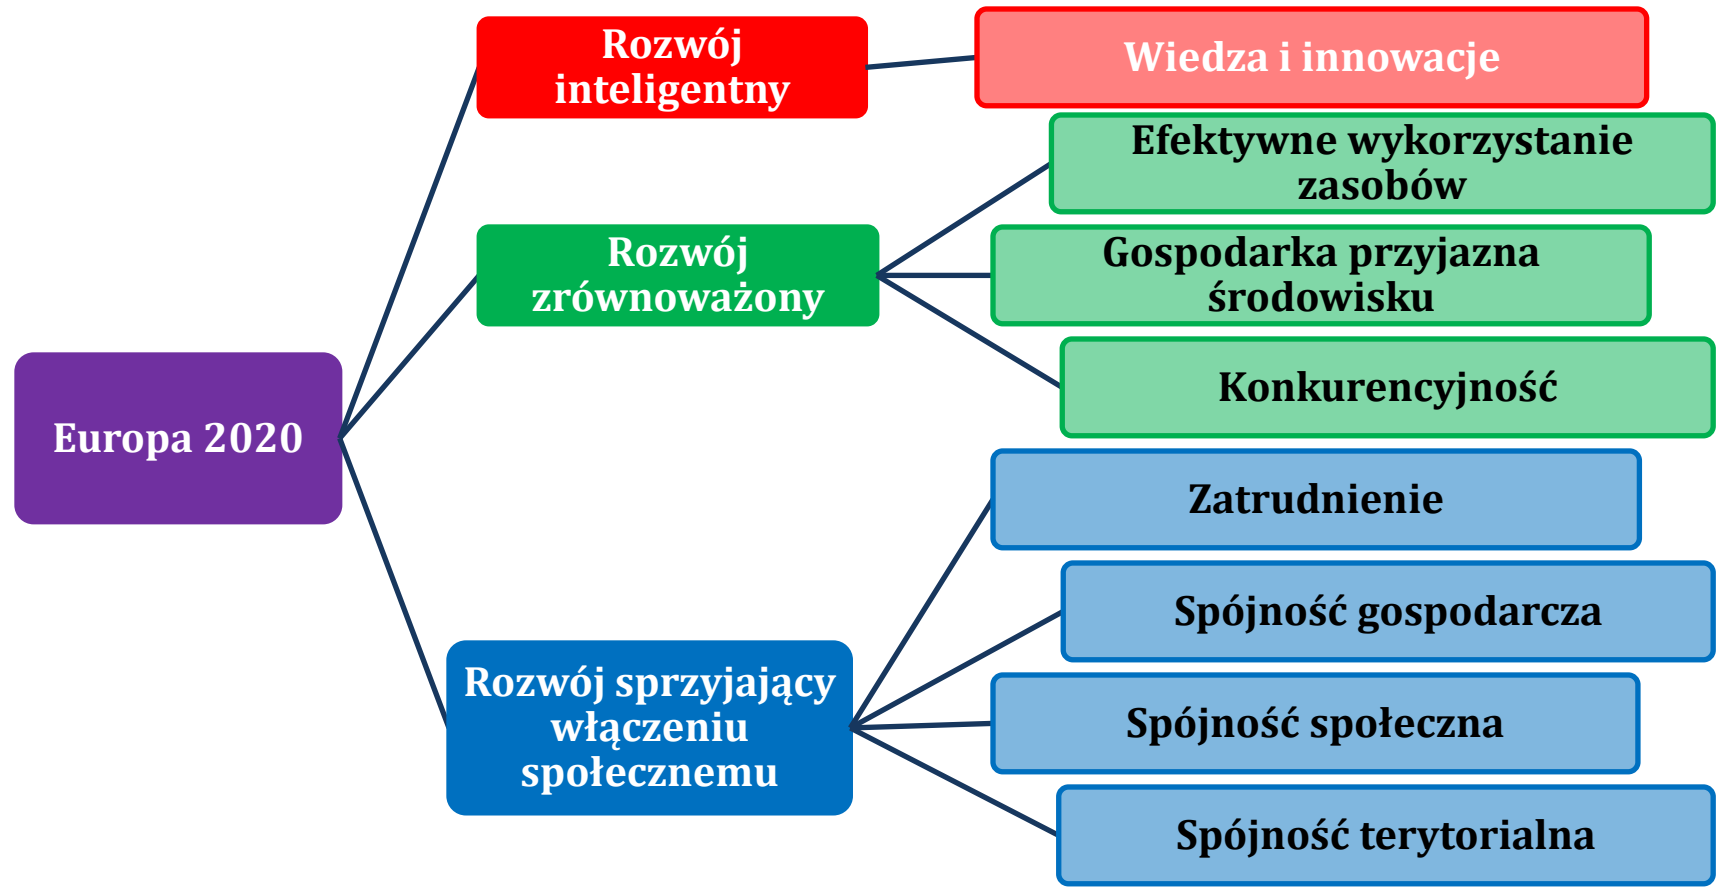 Rozwój
inteligentny
Wiedza i innowacje
Efektywne wykorzystanie
zasobów
Rozwój
zrównoważony
Gospodarka przyjazna
środowisku
Konkurencyjność
Europa 2020
Zatrudnienie
Spójność gospodarcza
Rozwój sprzyjający
włączeniu
społecznemu
Spójność społeczna
Spójność terytorialna